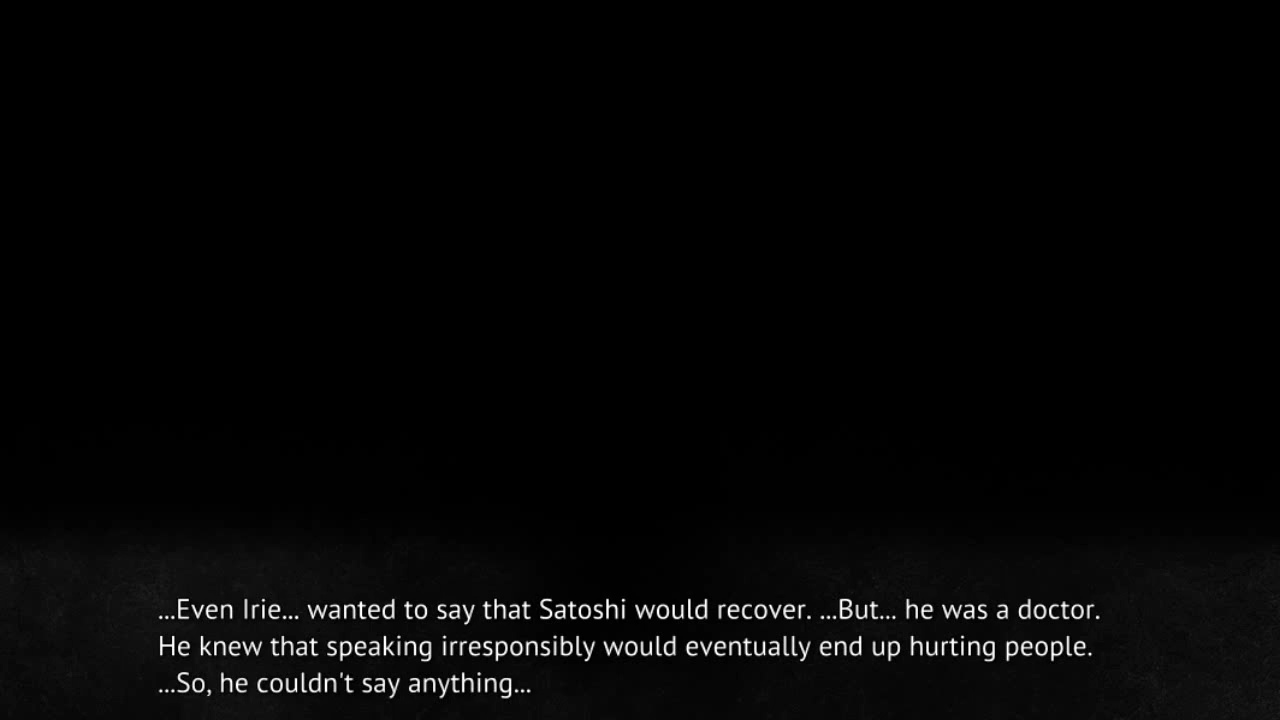 ...Even Irie... wanted to say that Satoshi would recover. ...But... he was a doctor.
He knew that speaking irresponsibly would eventually end up hurting people.
...So, he couldn't say anything...